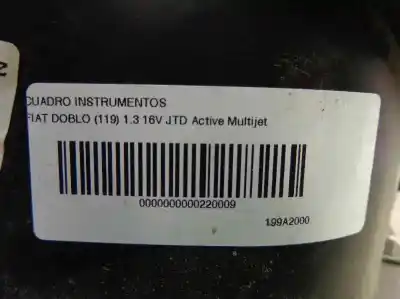 CUADRO INSTRUMENTOS
FIAT DOBLO (119) 1.3 16V JTD Active Multijet
0000000000220009
199A2000